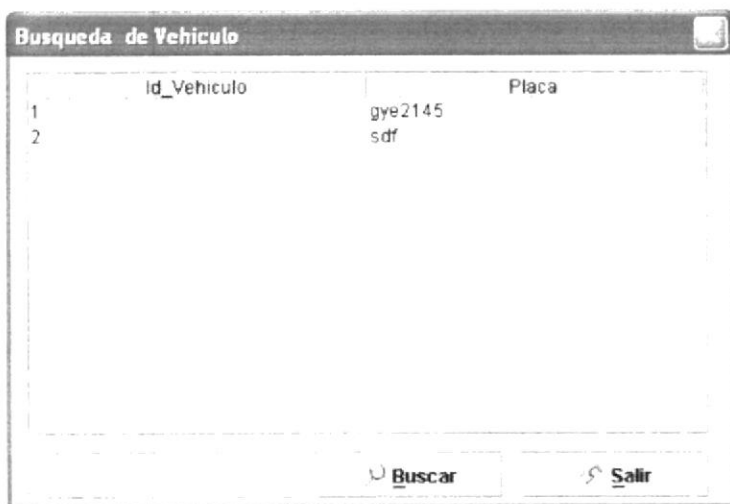 Busqueda de Vehiculo
Id_Vehiculo Placa
1 gye2145
2 sdf
Buscar Salir